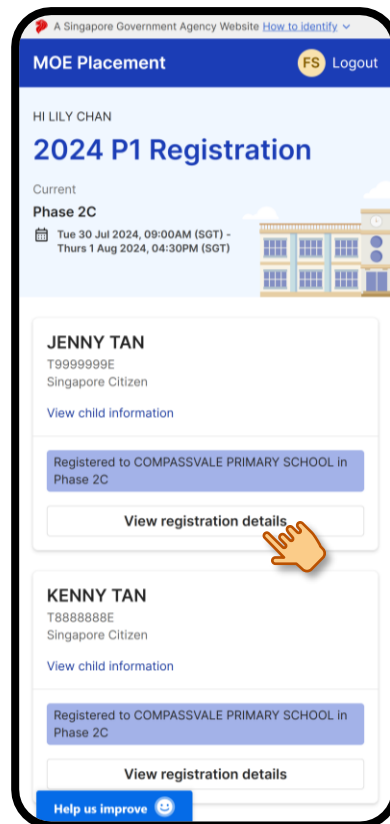 A Singapore Government Agency Website How to identify
MOE Placement
FS Logout
HI LILY CHAN
2024 P1 Registration
Current
Phase 2C
Tue 30 Jul 2024, 09:00AM (SGT) -
Thurs 1 Aug 2024, 04:30PM (SGT)
JENNY TAN
T9999999E
Singapore Citizen
View child information
Registered to COMPASSVALE PRIMARY SCHOOL in
Phase 2C
View registration details
KENNY TAN
T8888888E
Singapore Citizen
View child information
Registered to COMPASSVALE PRIMARY SCHOOL in
Phase 2C
View registration details
Help us improve